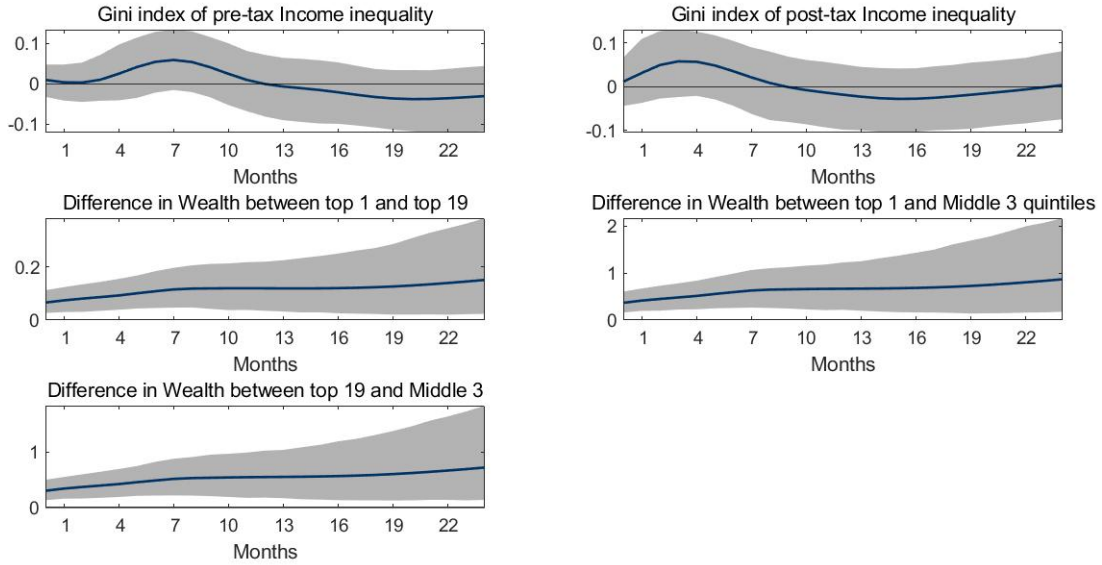 Gini index of pre-tax Income inequality
0.1
0
-0.1
1 4 7 10 13 16 19 22
Months
Gini index of post-tax Income inequality
0.1
0
-0.1
1 4 7 10 13 16 19 22
Months
Difference in Wealth between top 1 and top 19
0.2
0
1 4 7 10 13 16 19 22
Months
Difference in Wealth between top 1 and Middle 3 quintiles
2
1
0
1 4 7 10 13 16 19 22
Months
Difference in Wealth between top 19 and Middle 3
1
0
1 4 7 10 13 16 19 22
Months